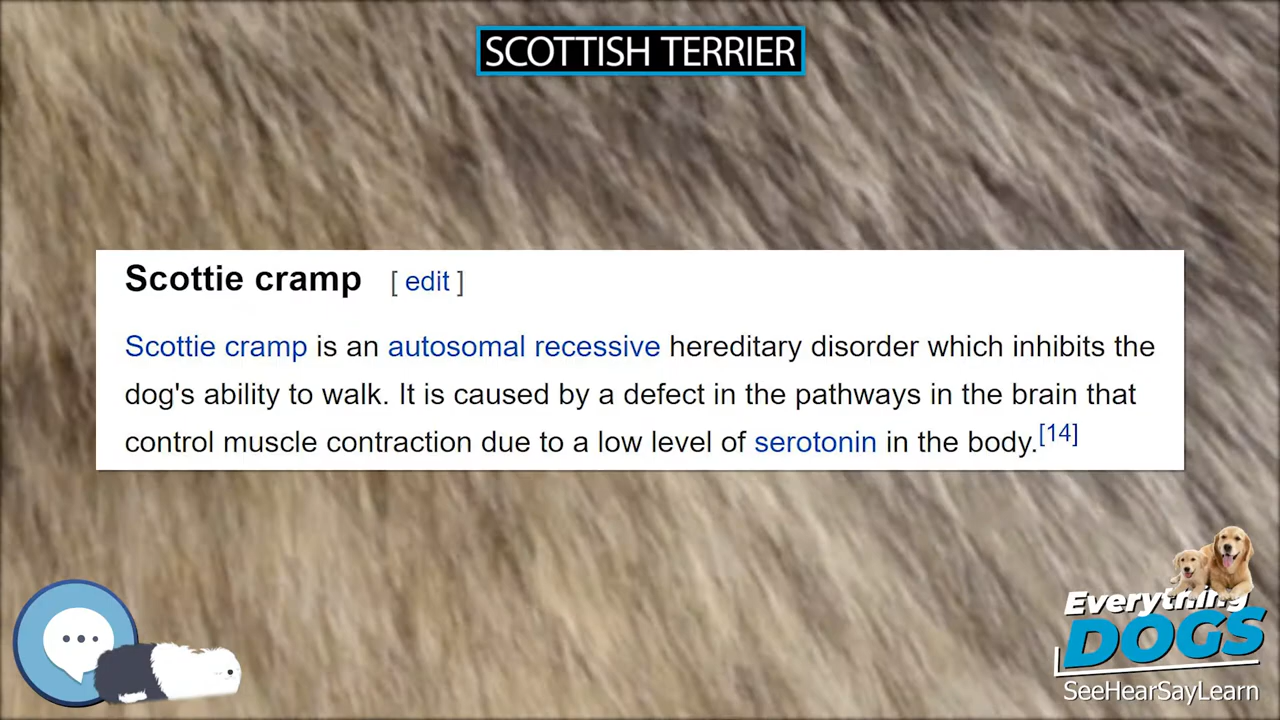 SCOTTISH TERRIER
Scottie cramp [ edit ]
Scottie cramp is an autosomal recessive hereditary disorder which inhibits the
dog's ability to walk. It is caused by a defect in the pathways in the brain that
control muscle contraction due to a low level of serotonin in the body.[14]
Everything
DOGS
SeeHearSayLearn